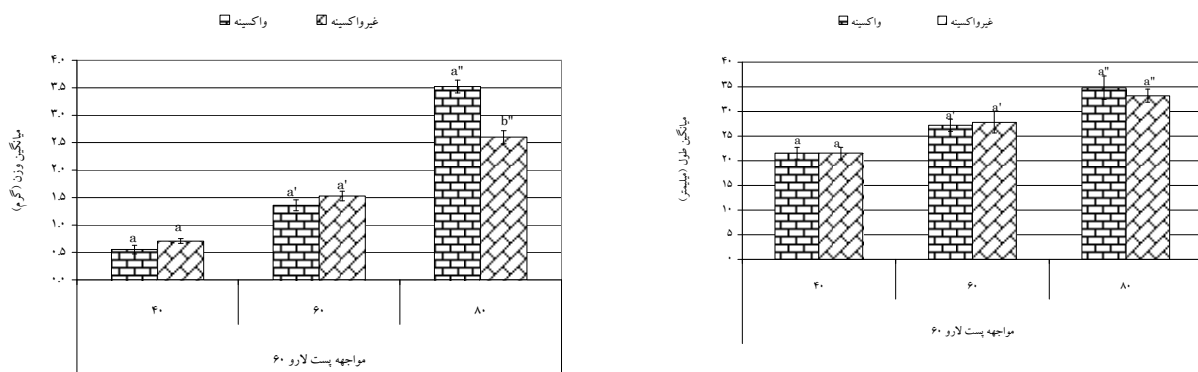 واکسینه غیرواکسینه
میانگین وزن (گرم)
۴.۰
۳.۵
۳.۰
۲.۵
۲.۰
۱.۵
۱.۰
۰.۵
۰.۰
a a
a' a'
a" b"
۴۰ ۶۰ ۸۰
مواجهه پست لارو ۶۰
واکسینه غیرواکسینه
میانگین طول (میلیمتر)
۴۰
۳۵
۳۰
۲۵
۲۰
۱۵
۱۰
۵
۰
a a
a' a'
a" a"
۴۰ ۶۰ ۸۰
مواجهه پست لارو ۶۰